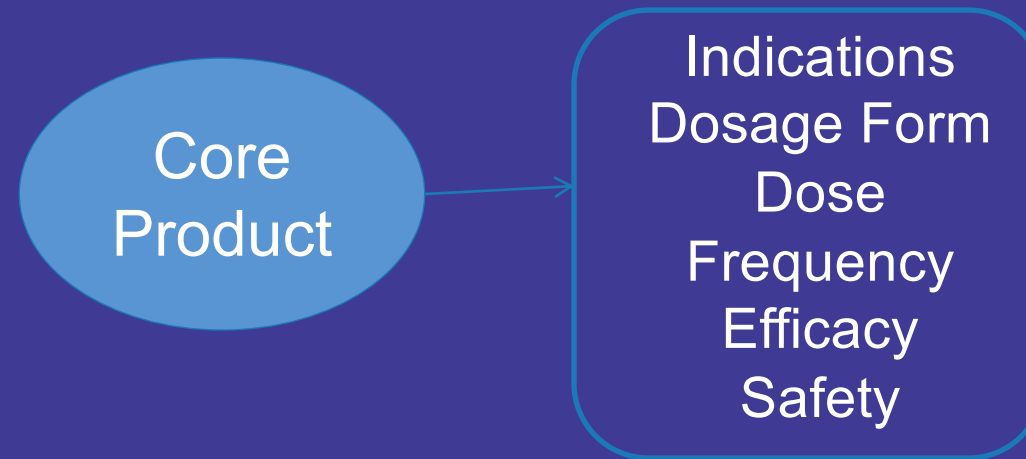 Core
Product
Indications
Dosage Form
Dose
Frequency
Efficacy
Safety